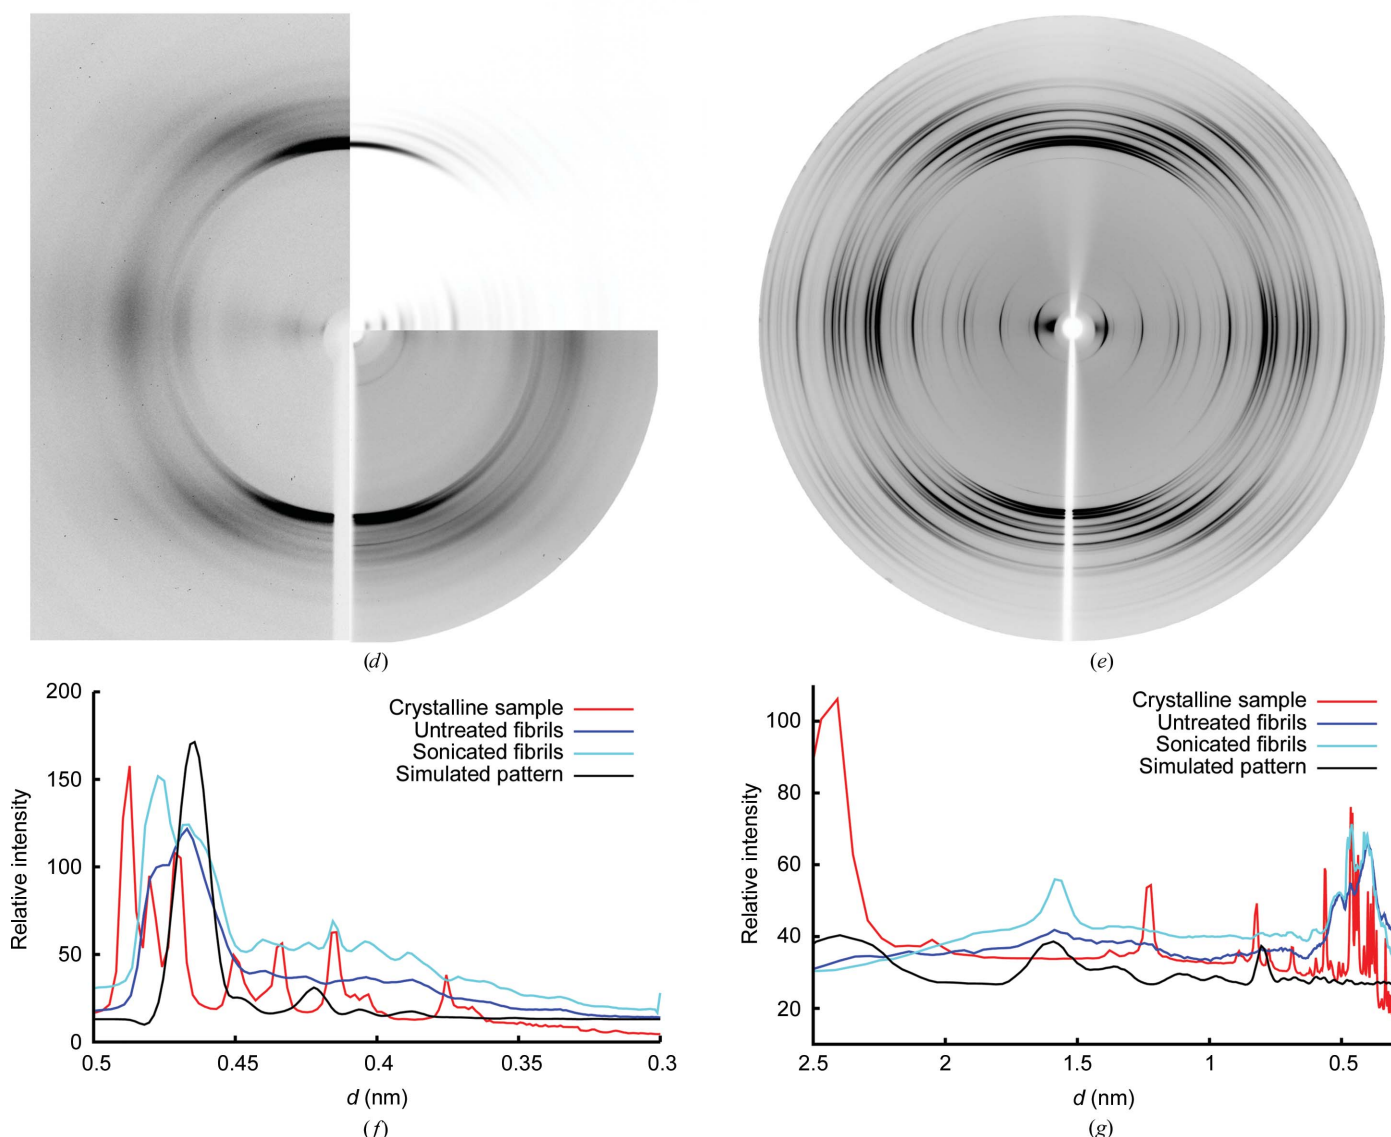 (d)
(e)
200
150
100
50
0
Relative intensity
Crystalline sample
Untreated fibrils
Sonicated fibrils
Simulated pattern
0.5
0.45
0.4
0.35
0.3
d (nm)
(f)
100
80
60
40
20
Relative intensity
Crystalline sample
Untreated fibrils
Sonicated fibrils
Simulated pattern
2.5
2
1.5
1
0.5
d (nm)
(g)